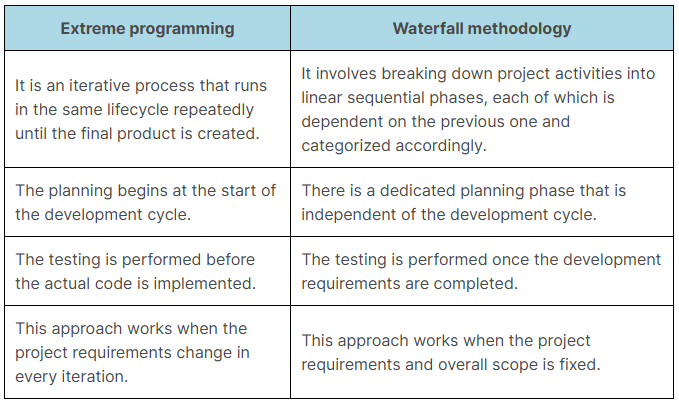 Extreme programming
Waterfall methodology
It is an iterative process that runs
in the same lifecycle repeatedly
until the final product is created.
It involves breaking down project activities into
linear sequential phases, each of which is
dependent on the previous one and
categorized accordingly.
The planning begins at the start of
the development cycle.
There is a dedicated planning phase that is
independent of the development cycle.
The testing is performed before
the actual code is implemented.
The testing is performed once the development
requirements are completed.
This approach works when the
project requirements change in
every iteration.
This approach works when the project
requirements and overall scope is fixed.